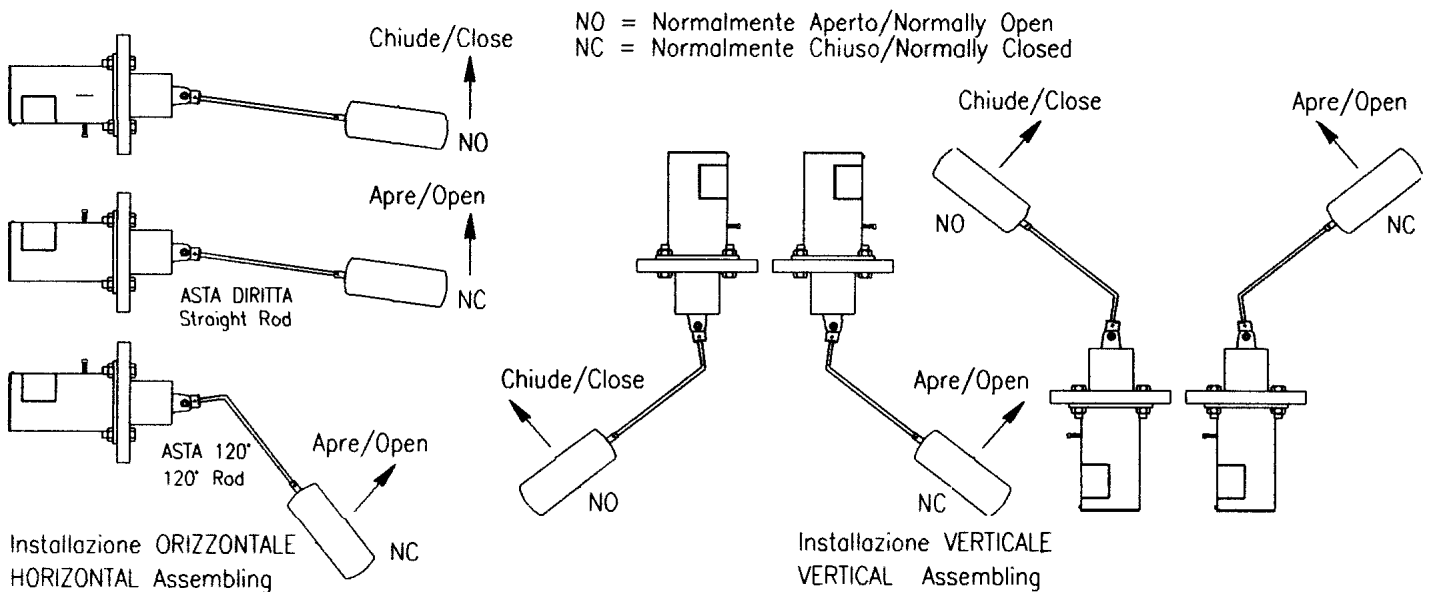 NO = Normalmente Aperto/Normally Open
NC = Normalmente Chiuso/Normally Closed
Chiude/Close
NO
Apre/Open
NC
ASTA DIRITTA
Straight Rod
Apre/Open
ASTA 120°
120° Rod
NC
Installazione ORIZZONTALE
HORIZONTAL Assembling
Chiude/Close
NO
Apre/Open
NC
Chiude/Close
NO
Apre/Open
NC
Installazione VERTICALE
VERTICAL Assembling